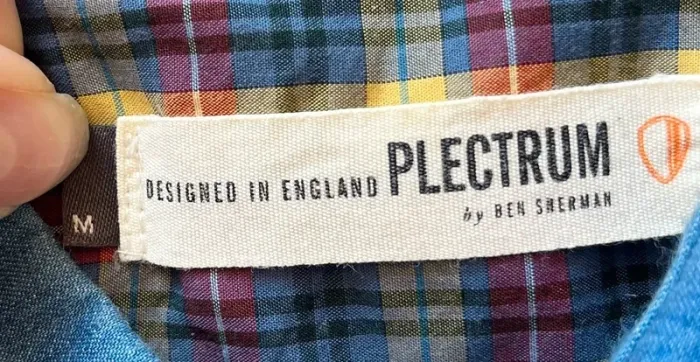 DESIGNED IN ENGLAND PLECTRUM
by BEN SHERMAN
M